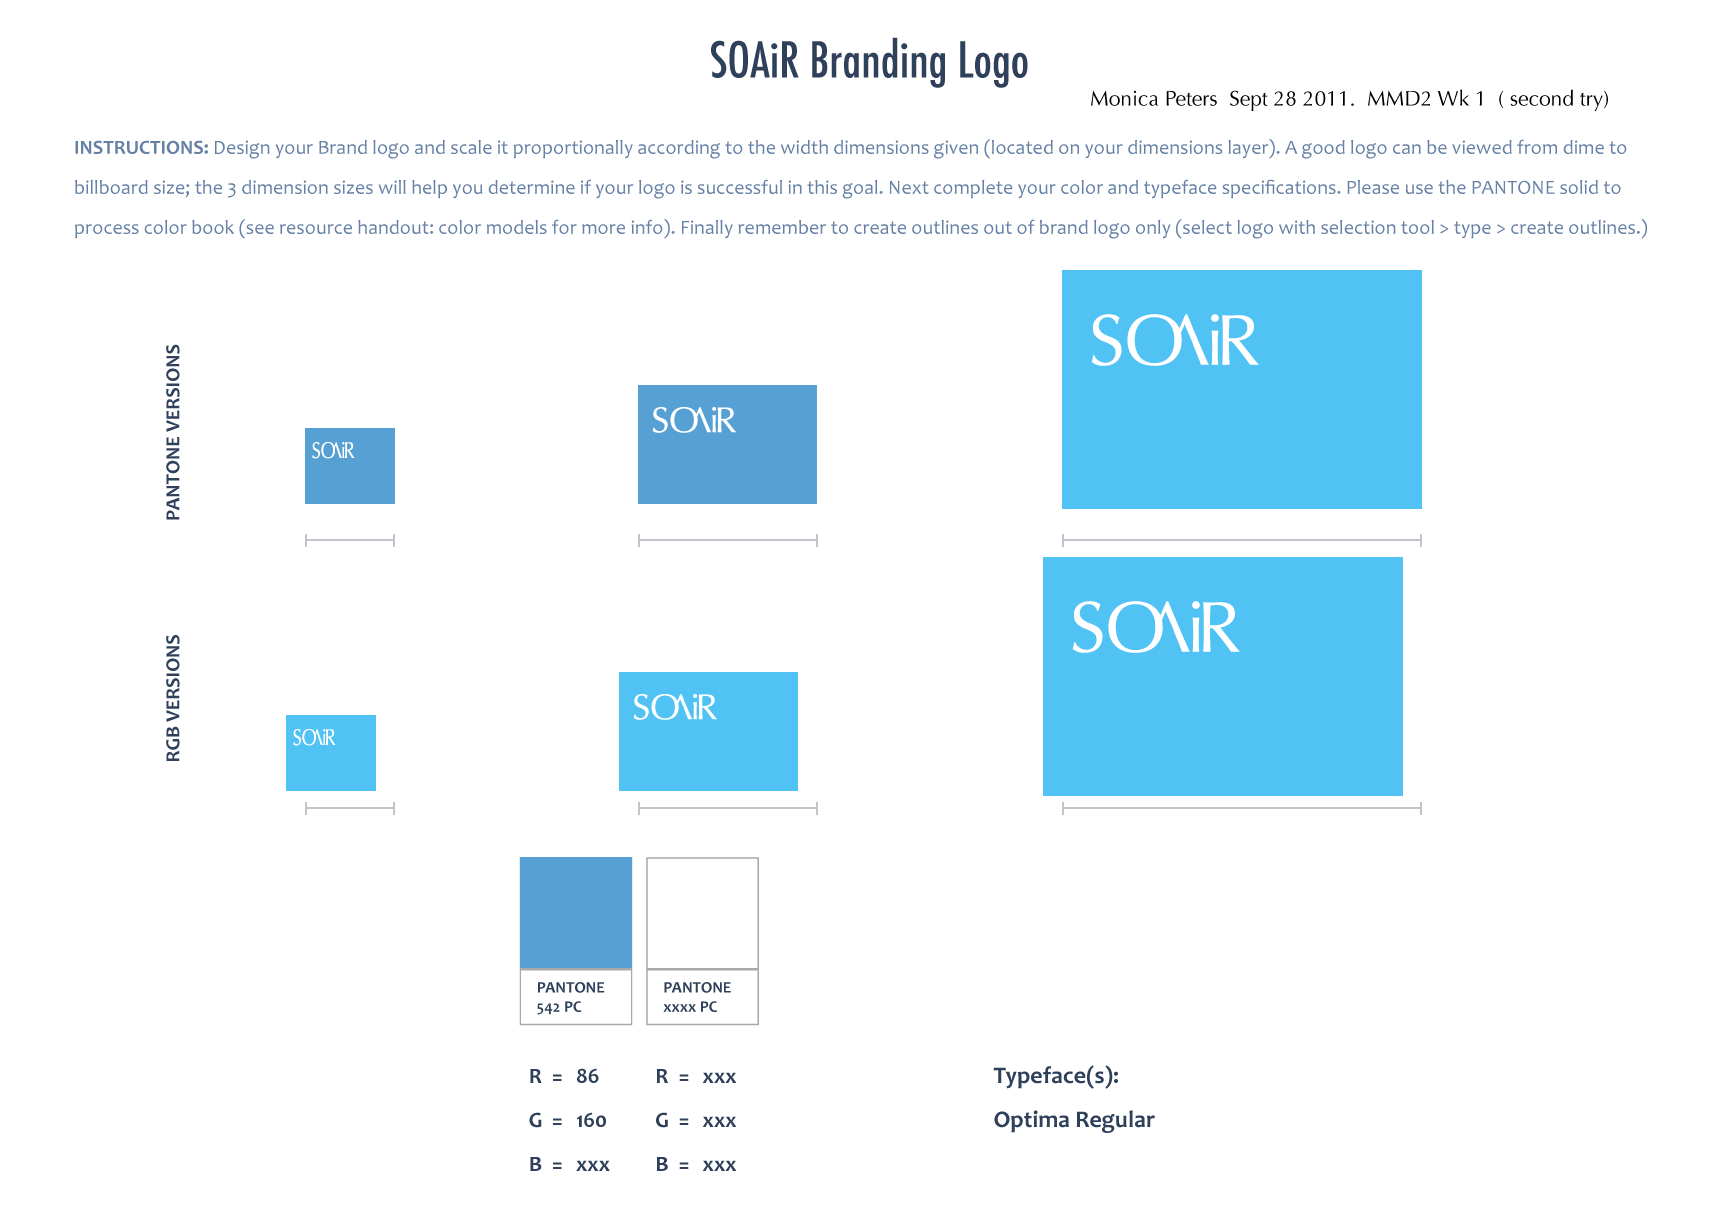 SOAiR Branding Logo
Monica Peters  Sept 28 2011.  MMD2 Wk 1  ( second try)
INSTRUCTIONS: Design your Brand logo and scale it proportionally according to the width dimensions given (located on your dimensions layer). A good logo can be viewed from dime to
billboard size; the 3 dimension sizes will help you determine if your logo is successful in this goal. Next complete your color and typeface specifications. Please use the PANTONE solid to
process color book (see resource handout: color models for more info). Finally remember to create outlines out of brand logo only (select logo with selection tool > type > create outlines.)
PANTONE VERSIONS
SOAiR
SOAiR
SOAiR
RGB VERSIONS
SOAiR
SOAiR
SOAiR
PANTONE
542 PC
PANTONE
xxxx PC
R = 86
G = 160
B = xxx
R = xxx
G = xxx
B = xxx
Typeface(s):
Optima Regular